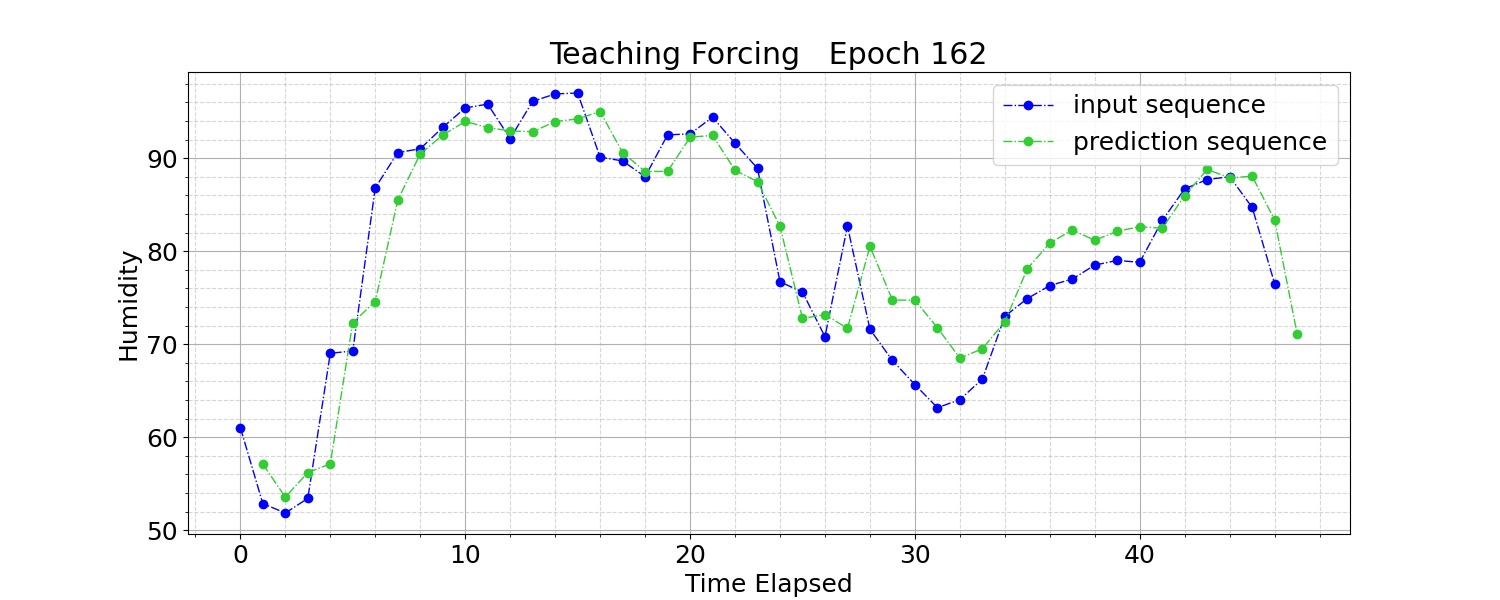 Teaching Forcing   Epoch 162
input sequence
prediction sequence
90
80
70
60
50
Humidity
0 10 20 30 40
Time Elapsed